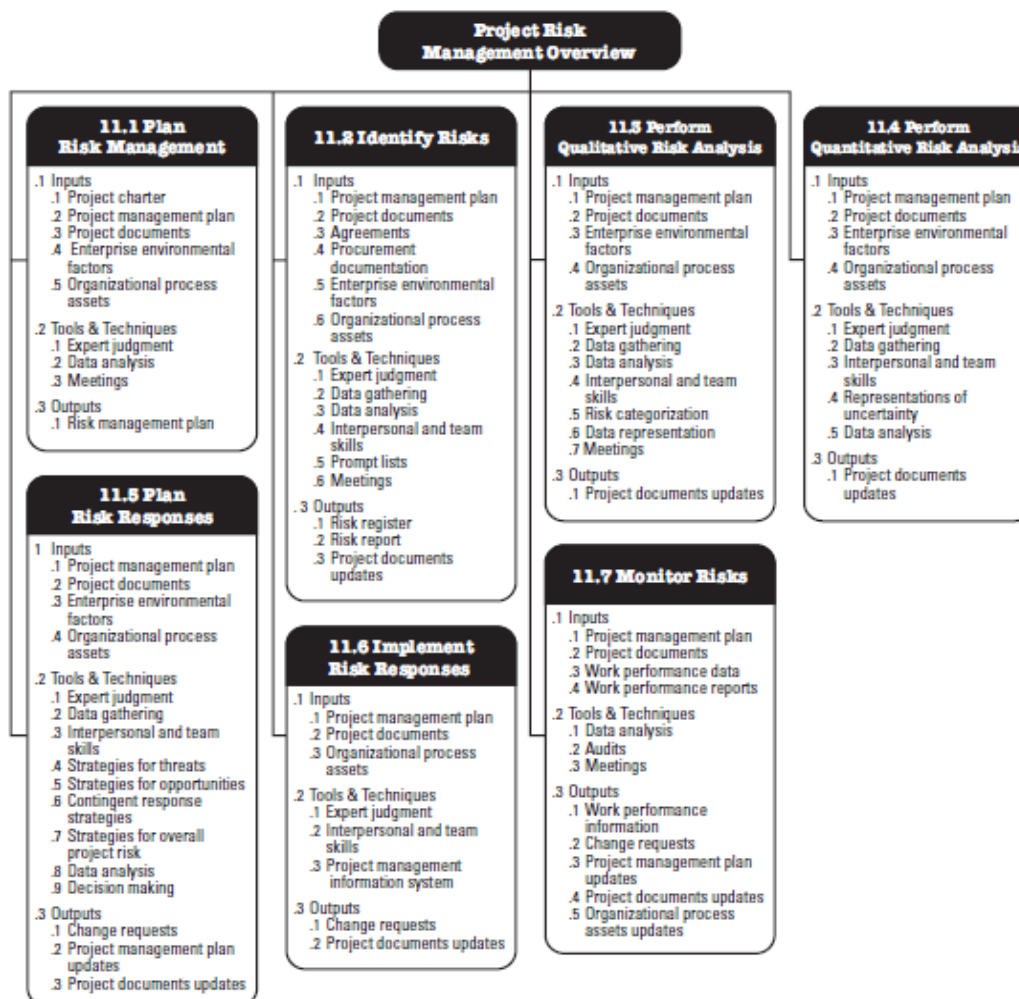 Project Risk
Management Overview
11.1 Plan
Risk Management
.1 Inputs
.1 Project charter
.2 Project management plan
.3 Project documents
.4 Enterprise environmental
factors
.5 Organizational process
assets
.2 Tools & Techniques
.1 Expert judgment
.2 Data analysis
.3 Meetings
.3 Outputs
.1 Risk management plan
11.2 Identify Risks
.1 Inputs
.1 Project management plan
.2 Project documents
.3 Agreements
.4 Procurement
documentation
.5 Enterprise environmental
factors
.6 Organizational process
assets
.2 Tools & Techniques
.1 Expert judgment
.2 Data gathering
.3 Data analysis
.4 Interpersonal and team
skills
.5 Prompt lists
.6 Meetings
.3 Outputs
.1 Risk register
.2 Risk report
.3 Project documents
updates
11.3 Perform
Qualitative Risk Analysis
.1 Inputs
.1 Project management plan
.2 Project documents
.3 Enterprise environmental
factors
.4 Organizational process
assets
.2 Tools & Techniques
.1 Expert judgment
.2 Data gathering
.3 Data analysis
.4 Interpersonal and team
skills
.5 Risk categorization
.6 Data representation
.7 Meetings
.3 Outputs
.1 Project documents updates
11.4 Perform
Quantitative Risk Analysis
.1 Inputs
.1 Project management plan
.2 Project documents
.3 Enterprise environmental
factors
.4 Organizational process
assets
.2 Tools & Techniques
.1 Expert judgment
.2 Data gathering
.3 Interpersonal and team
skills
.4 Representations of
uncertainty
.5 Data analysis
.3 Outputs
.1 Project documents
updates
11.5 Plan
Risk Responses
1 Inputs
.1 Project management plan
.2 Project documents
.3 Enterprise environmental
factors
.4 Organizational process
assets
.2 Tools & Techniques
.1 Expert judgment
.2 Data gathering
.3 Interpersonal and team
skills
.4 Strategies for threats
.5 Strategies for opportunities
.6 Contingent response
strategies
.7 Strategies for overall
project risk
.8 Data analysis
.9 Decision making
.3 Outputs
.1 Change requests
.2 Project management plan
updates
.3 Project documents updates
11.6 Implement
Risk Responses
.1 Inputs
.1 Project management plan
.2 Project documents
.3 Organizational process
assets
.2 Tools & Techniques
.1 Expert judgment
.2 Interpersonal and team
skills
.3 Project management
information system
.3 Outputs
.1 Change requests
.2 Project documents updates
11.7 Monitor Risks
.1 Inputs
.1 Project management plan
.2 Project documents
.3 Work performance data
.4 Work performance reports
.2 Tools & Techniques
.1 Data analysis
.2 Audits
.3 Meetings
.3 Outputs
.1 Work performance
information
.2 Change requests
.3 Project management plan
updates
.4 Project documents updates
.5 Organizational process
assets updates